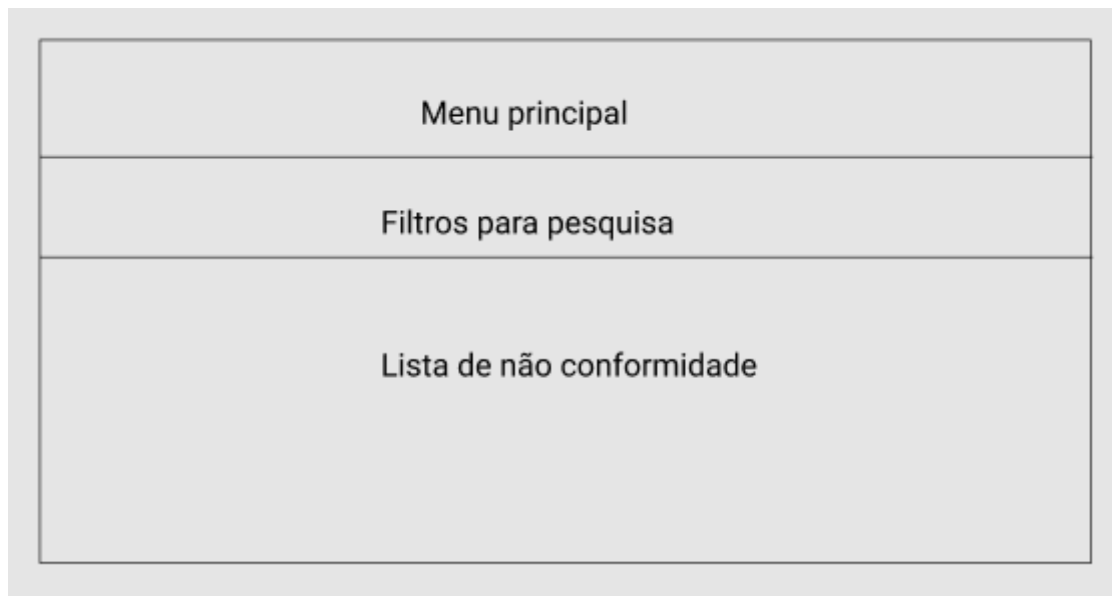 Menu principal
Filtros para pesquisa
Lista de não conformidade